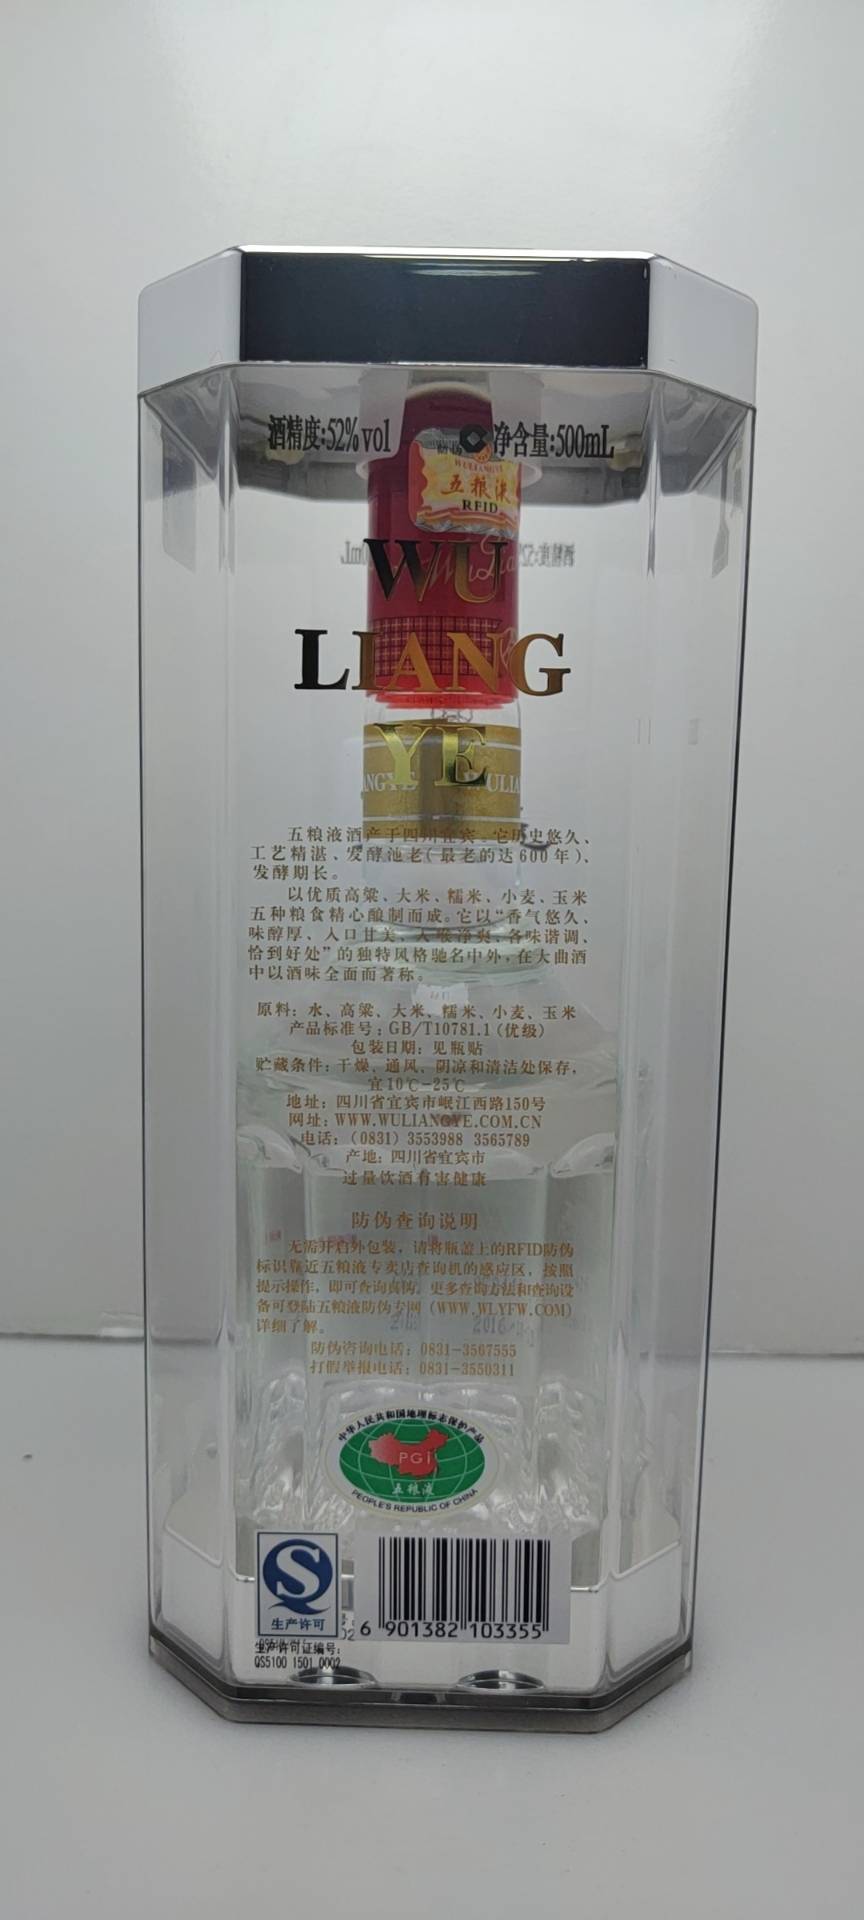 酒精度:52%vol
净含量:500mL
WULIANGYE
五粮液
RFID
WU
LIANG
YE
五粮液酒产于四川宜宾。它历史悠久、
工艺精湛、发酵池老(最老的达600年)、
发酵期长。
以优质高粱、大米、糯米、小麦、玉米
五种粮食精心酿制而成。它以“香气悠久、
味醇厚、入口甘美、入喉净爽、各味谐调、
恰到好处”的独特风格驰名中外,在大曲酒
中以酒味全面而著称。
原料: 水、高粱、大米、糯米、小麦、玉米
产品标准号: GB/T10781.1(优级)
包装日期: 见瓶贴
贮藏条件: 干燥、通风、阴凉和清洁处保存,
宜10℃-25℃
地址: 四川省宜宾市岷江西路150号
网址: WWW.WULIANGYE.COM.CN
电话: (0831) 3553988 3565789
产地: 四川省宜宾市
过量饮酒有害健康
防伪查询说明
无需开启外包装, 请将瓶盖上的RFID防伪
标识靠近五粮液专卖店查询机的感应区, 按照
提示操作, 即可查询真伪。更多查询方法和查询设
备可登陆五粮液防伪专网 (WWW.WLYFW.COM)
详细了解。
防伪咨询电话: 0831-3567555
打假举报电话: 0831-3550311
中华人民共和国地理标志保护产品
PGI
五粮液
PEOPLE'S REPUBLIC OF CHINA
生产许可
生产许可证编号:
QS5100 1501 0002
6 901382 103355